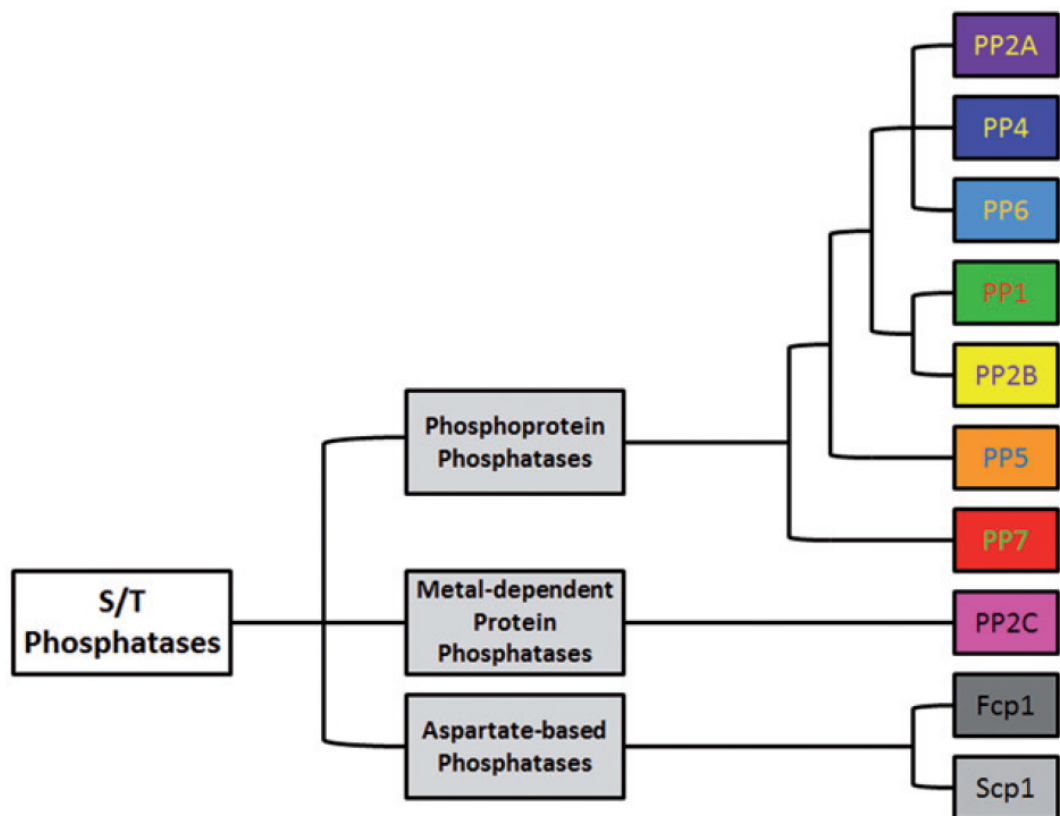 PP2A
PP4
PP6
PP1
PP2B
PP5
PP7
PP2C
Fcp1
Scp1
Phosphoprotein
Phosphatases
Metal-dependent
Protein
Phosphatases
Aspartate-based
Phosphatases
S/T
Phosphatases